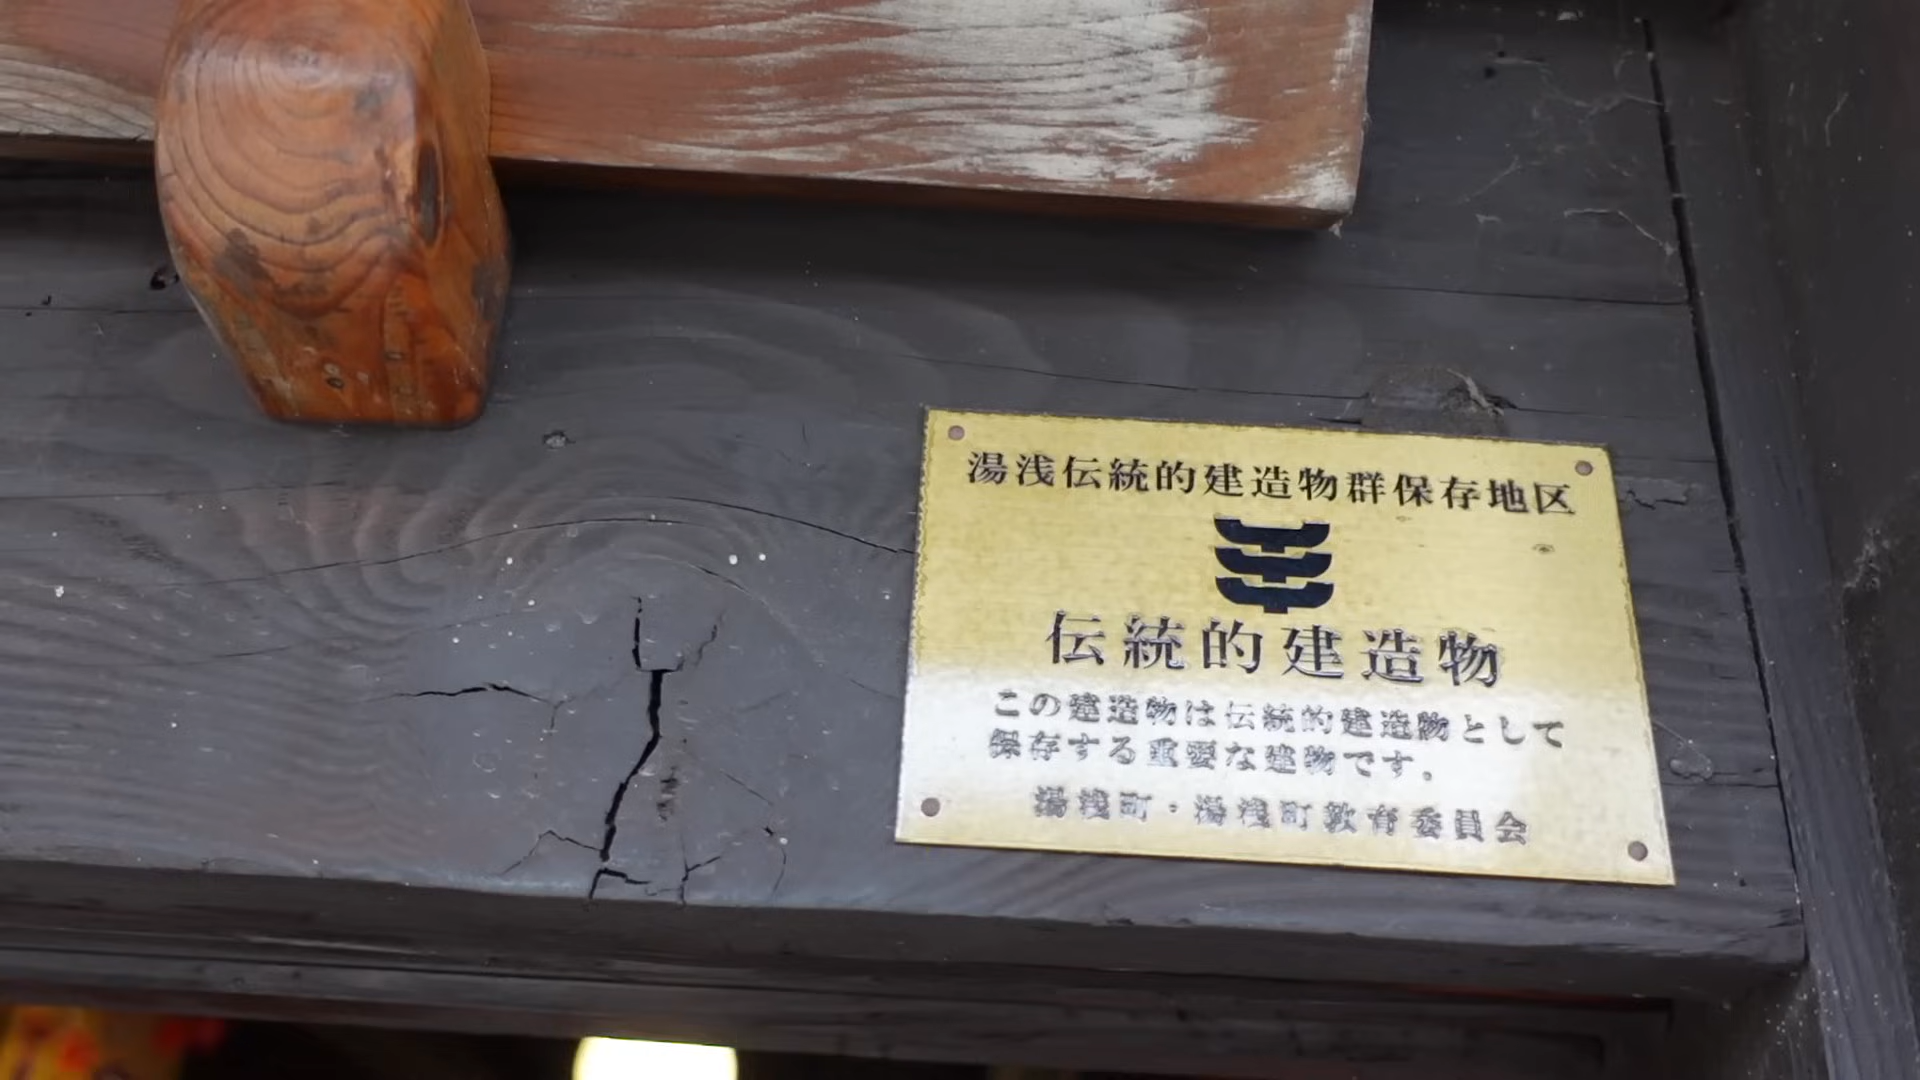 湯浅伝統的建造物群保存地区
伝統的建造物
この建造物は伝統的建造物として
保存する重要な建物です。
湯浅町・湯浅町教育委員会